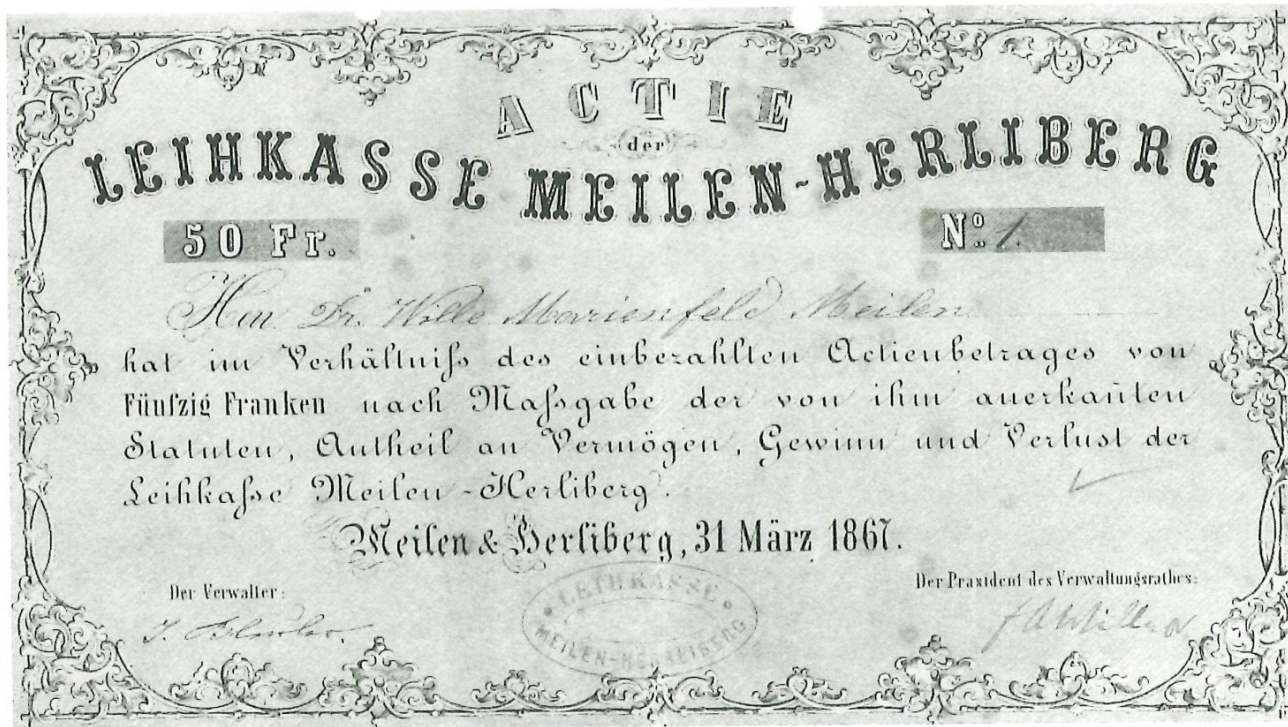 ACTIE
der
LEIHKASSE MEILEN-HERLIBERG
50 Fr.
No. 1.
Hrn Dr. Wille Marienfeld Meilen
hat im Verhältniſs des einbezahlten Actienbetrages von
Fünfzig Franken nach Maſsgabe der von ihm anerkan̄ten
Statuten, Antheil an Vermögen, Gewinn und Verlust der
Leihkaſse Meilen-Herliberg.
Meilen & Herliberg, 31 März 1867.
Der Verwalter:
Der Präsident des Verwaltungsrathes:
LEIHKASSE
MEILEN-HERLIBERG